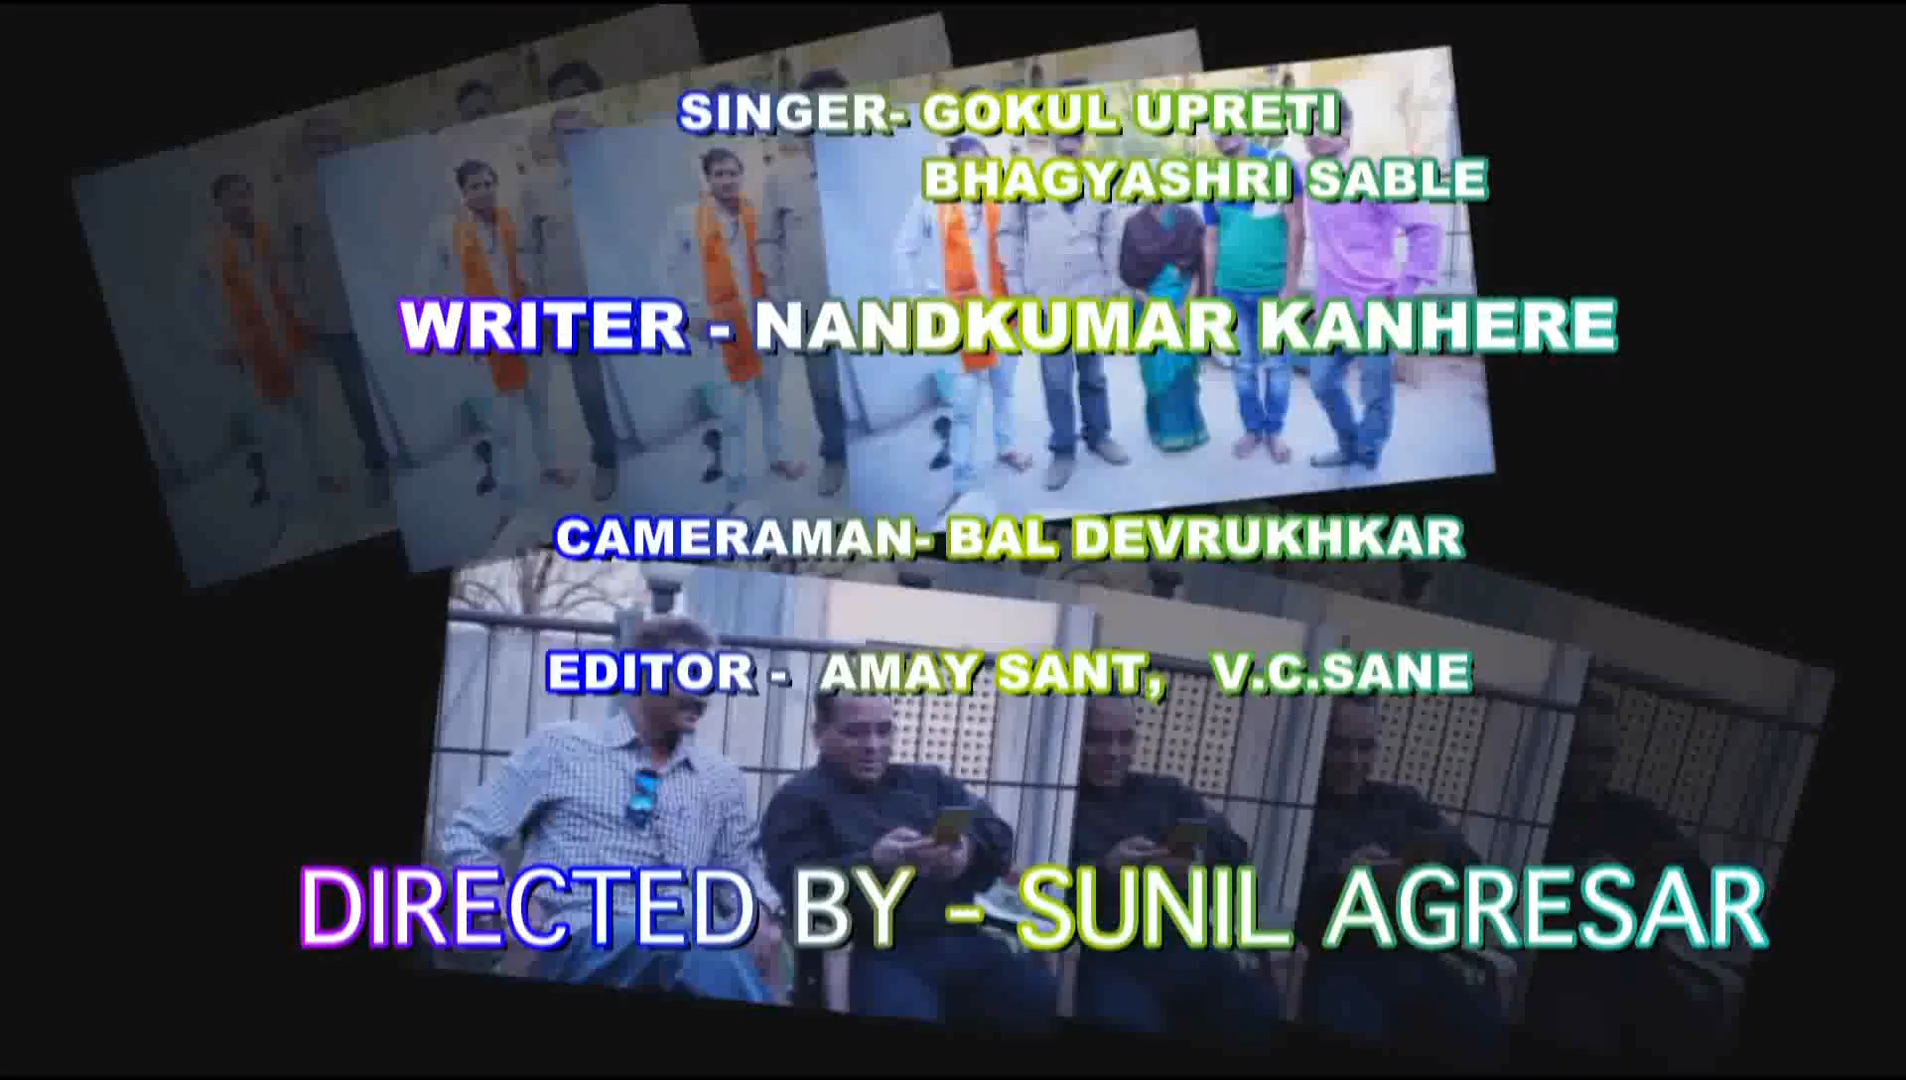 SINGER- GOKUL UPRETI
BHAGYASHRI SABLE
WRITER - NANDKUMAR KANHERE
CAMERAMAN- BAL DEVRUKHKAR
EDITOR - AMAY SANT, V.C.SANE
DIRECTED BY - SUNIL AGRESAR